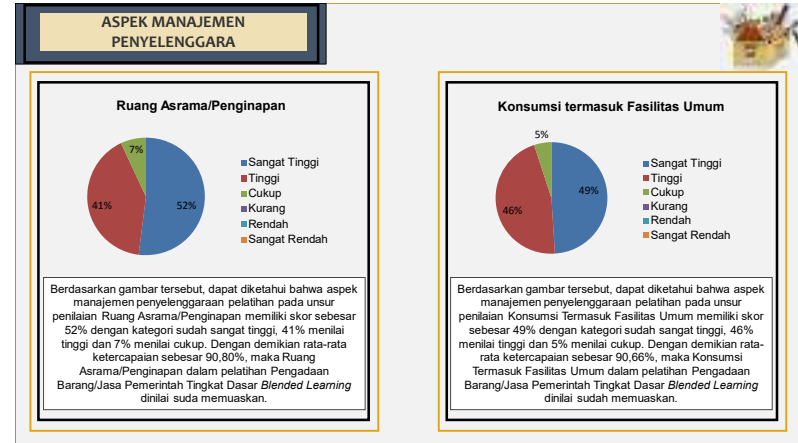 ASPEK MANAJEMEN
PENYELENGGARA
Ruang Asrama/Penginapan
7%
41%
52%
Sangat Tinggi
Tinggi
Cukup
Kurang
Rendah
Sangat Rendah
Berdasarkan gambar tersebut, dapat diketahui bahwa aspek
manajemen penyelenggaraan pelatihan pada unsur
penilaian Ruang Asrama/Penginapan memiliki skor sebesar
52% dengan kategori sudah sangat tinggi, 41% menilai
tinggi dan 7% menilai cukup. Dengan demikian rata-rata
ketercapaian sebesar 90,80%, maka Ruang
Asrama/Penginapan dalam pelatihan Pengadaan
Barang/Jasa Pemerintah Tingkat Dasar Blended Learning
dinilai suda memuaskan.
Konsumsi termasuk Fasilitas Umum
5%
46%
49%
Sangat Tinggi
Tinggi
Cukup
Kurang
Rendah
Sangat Rendah
Berdasarkan gambar tersebut, dapat diketahui bahwa aspek
manajemen penyelenggaraan pelatihan pada unsur
penilaian Konsumsi Termasuk Fasilitas Umum memiliki skor
sebesar 49% dengan kategori sudah sangat tinggi, 46%
menilai tinggi dan 5% menilai cukup. Dengan demikian rata-
rata ketercapaian sebesar 90,66%, maka Konsumsi
Termasuk Fasilitas Umum dalam pelatihan Pengadaan
Barang/Jasa Pemerintah Tingkat Dasar Blended Learning
dinilai sudah memuaskan.